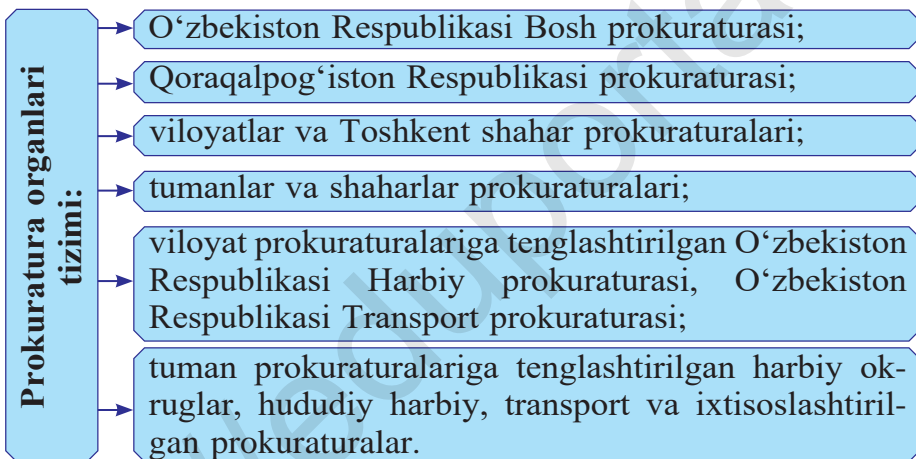 Prokuratura organlari
tizimi:
O‘zbekiston Respublikasi Bosh prokuraturasi;
Qoraqalpog‘iston Respublikasi prokuraturasi;
viloyatlar va Toshkent shahar prokuraturalari;
tumanlar va shaharlar prokuraturalari;
viloyat prokuraturalariga tenglashtirilgan O‘zbekiston
Respublikasi Harbiy prokuraturasi, O‘zbekiston
Respublikasi Transport prokuraturasi;
tuman prokuraturalariga tenglashtirilgan harbiy ok-
ruglar, hududiy harbiy, transport va ixtisoslashtiril-
gan prokuraturalar.